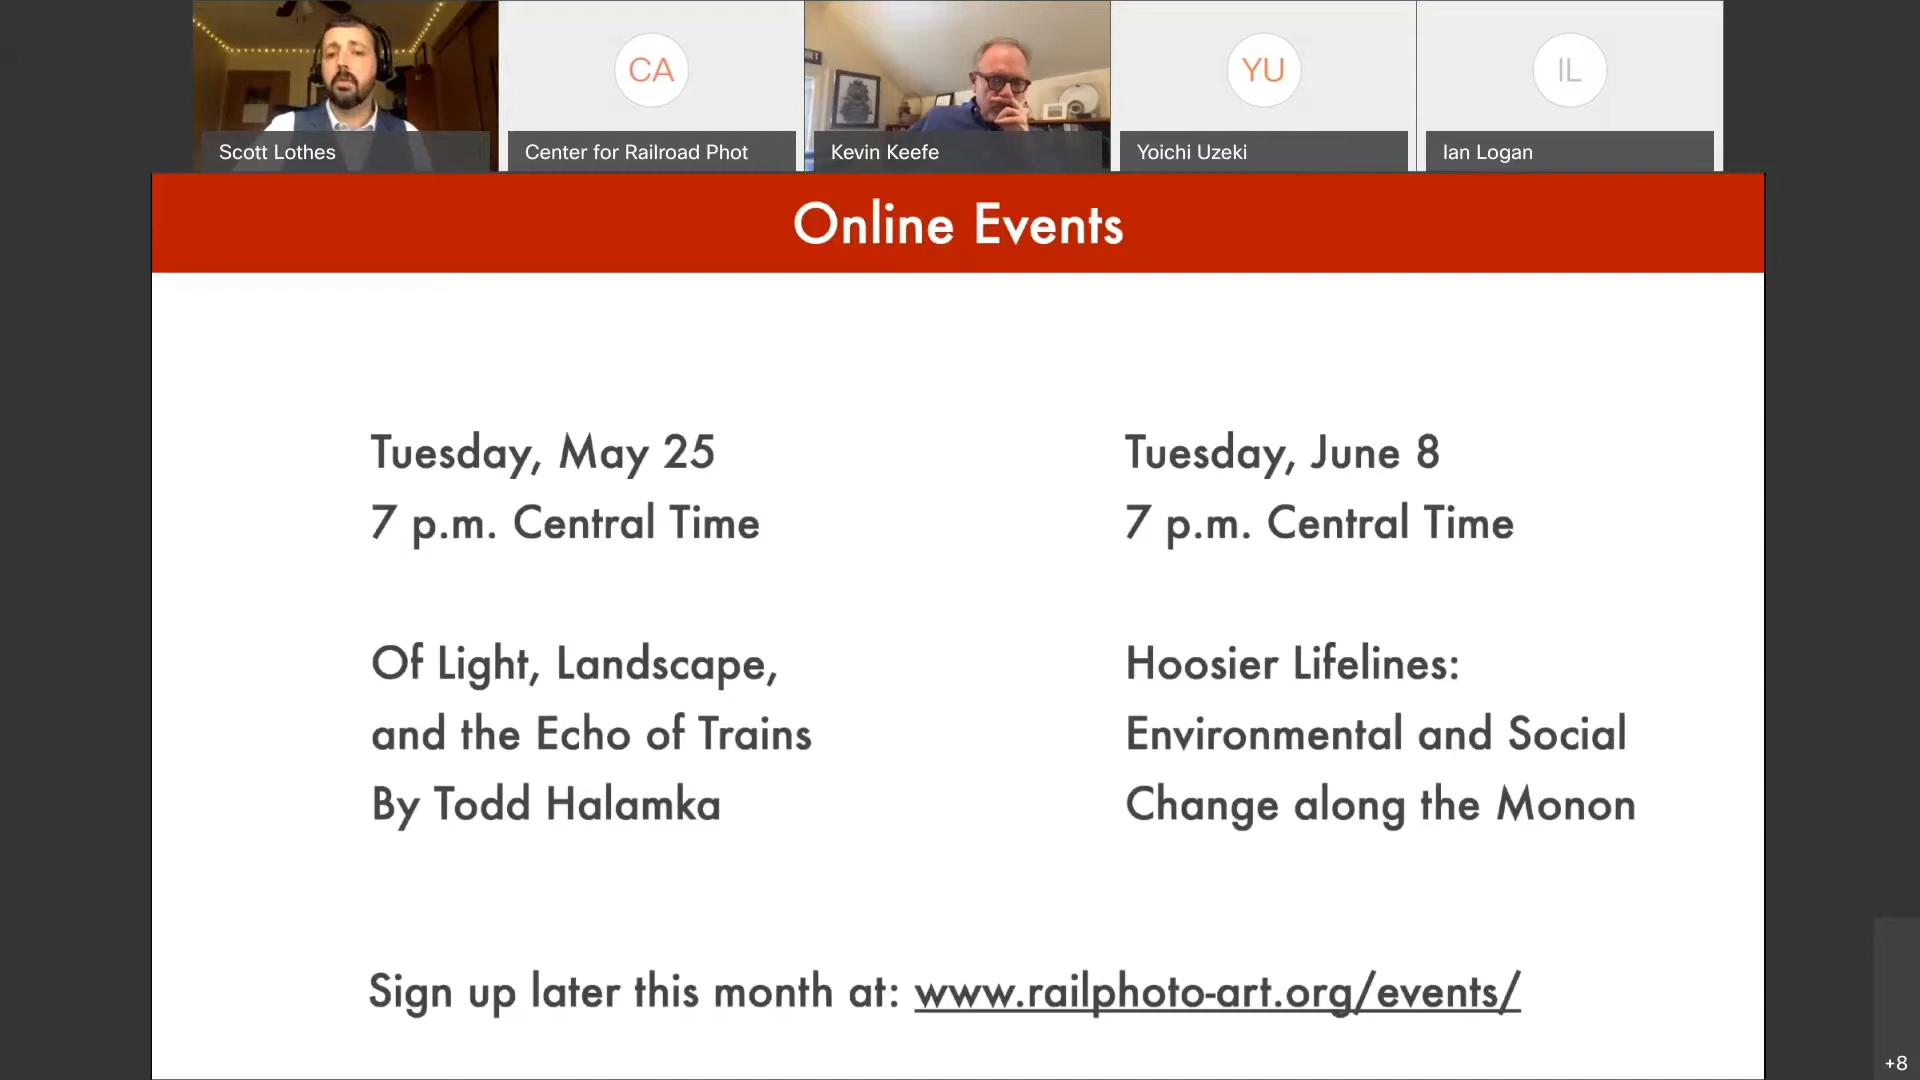 CA
YU
IL
Scott Lothes
Center for Railroad Phot
Kevin Keefe
Yoichi Uzeki
Ian Logan
Online Events
Tuesday, May 25
7 p.m. Central Time
Of Light, Landscape,
and the Echo of Trains
By Todd Halamka
Tuesday, June 8
7 p.m. Central Time
Hoosier Lifelines:
Environmental and Social
Change along the Monon
Sign up later this month at: www.railphoto-art.org/events/
+8